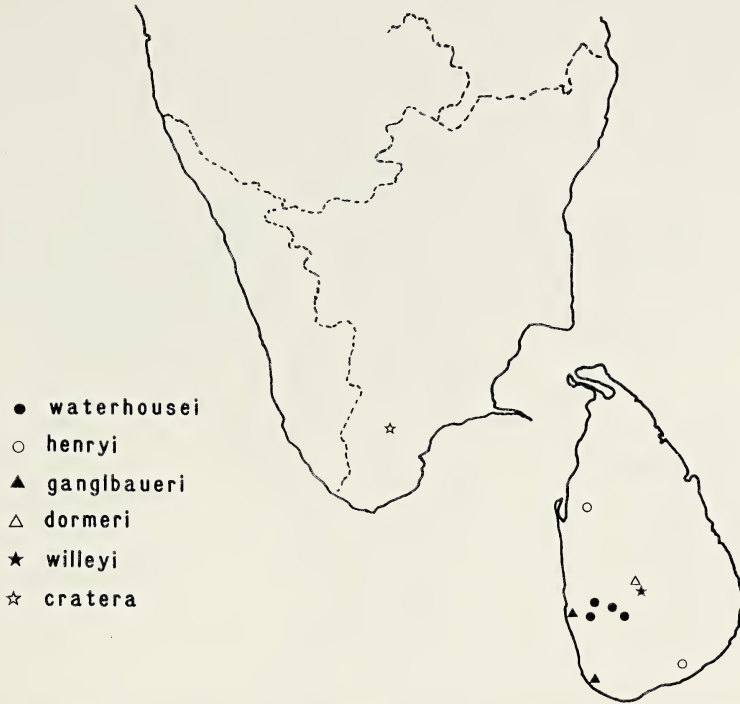 waterhousei
henryi
ganglbaueri
dormeri
willeyi
cratera